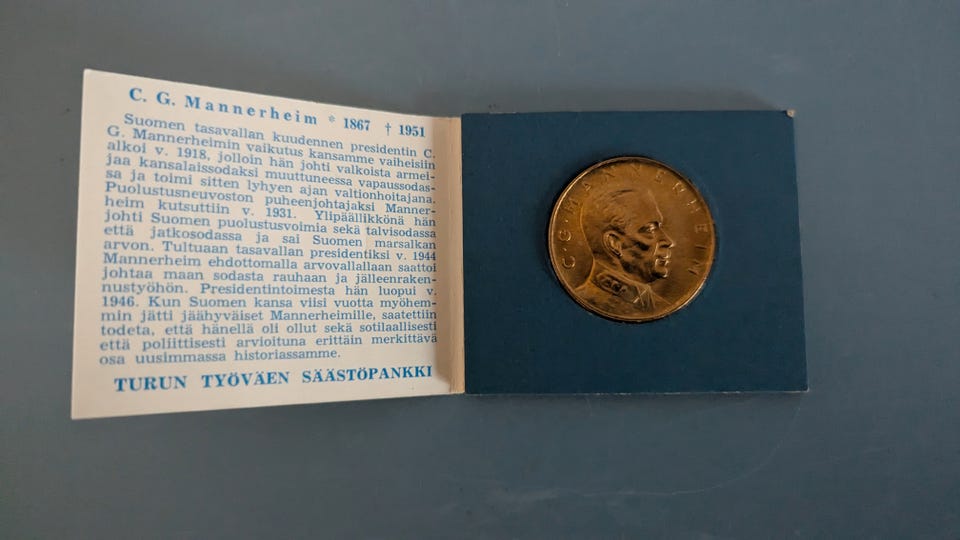 C. G. Mannerheim * 1867 † 1951
Suomen tasavallan kuudennen presidentin C.
G. Mannerheimin vaikutus kansamme vaiheisiin
alkoi v. 1918, jolloin hän johti valkoista armei-
jaa kansalaissodaksi muuttuneessa vapaussodas-
sa ja toimi sitten lyhyen ajan valtionhoitajana.
Puolustusneuvoston puheenjohtajaksi Manner-
heim kutsuttiin v. 1931. Ylipäällikkönä hän
johti Suomen puolustusvoimia sekä talvisodassa
että jatkosodassa ja sai Suomen marsalkan
arvon. Tultuaan tasavallan presidentiksi v. 1944
Mannerheim ehdottomalla arvovallallaan saattoi
johtaa maan sodasta rauhaan ja jälleenraken-
nustyöhön. Presidentintoimesta hän luopui v.
1946. Kun Suomen kansa viisi vuotta myöhem-
min jätti jäähyväiset Mannerheimille, saatettiin
todeta, että hänellä oli ollut sekä sotilaallisesti
että poliittisesti arvioituna erittäin merkittävä
osa uusimmassa historiassamme.
TURUN TYÖVÄEN SÄÄSTÖPANKKI
C·G·MANNERHEIM